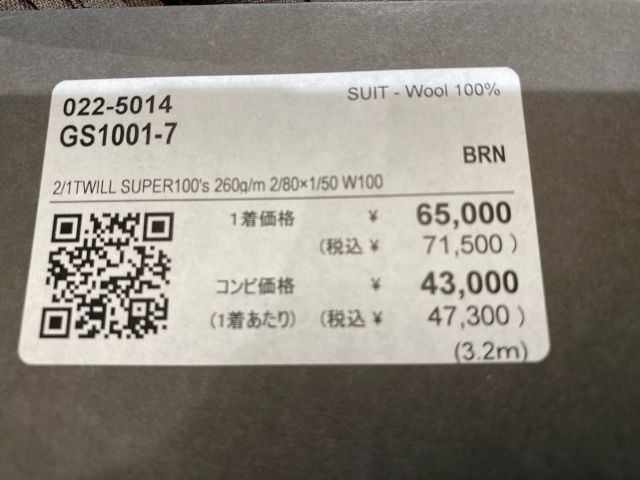 022-5014
SUIT - Wool 100%
GS1001-7
BRN
2/1TWILL SUPER100's 260g/m 2/80×1/50 W100
1着価格 ¥ 65,000
(税込 ¥ 71,500 )
コンビ価格 ¥ 43,000
(1着あたり) (税込 ¥ 47,300 )
(3.2m)